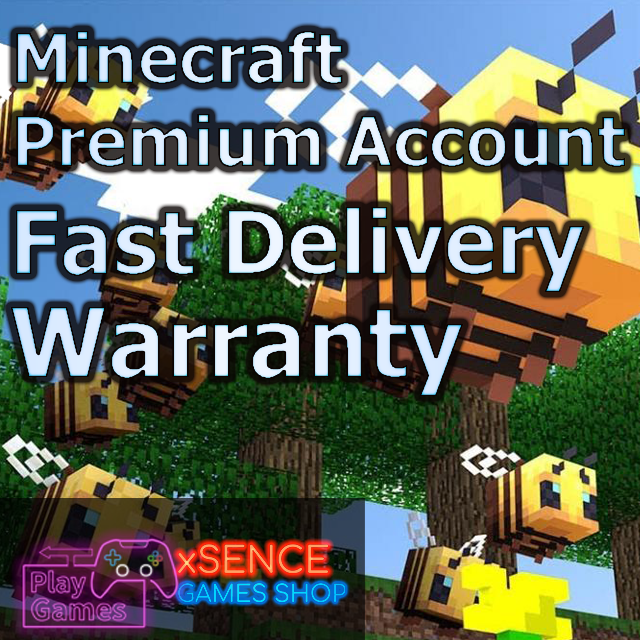 Minecraft
Premium Account
Fast Delivery
Warranty
Play
Games
xSENCE
GAMES SHOP